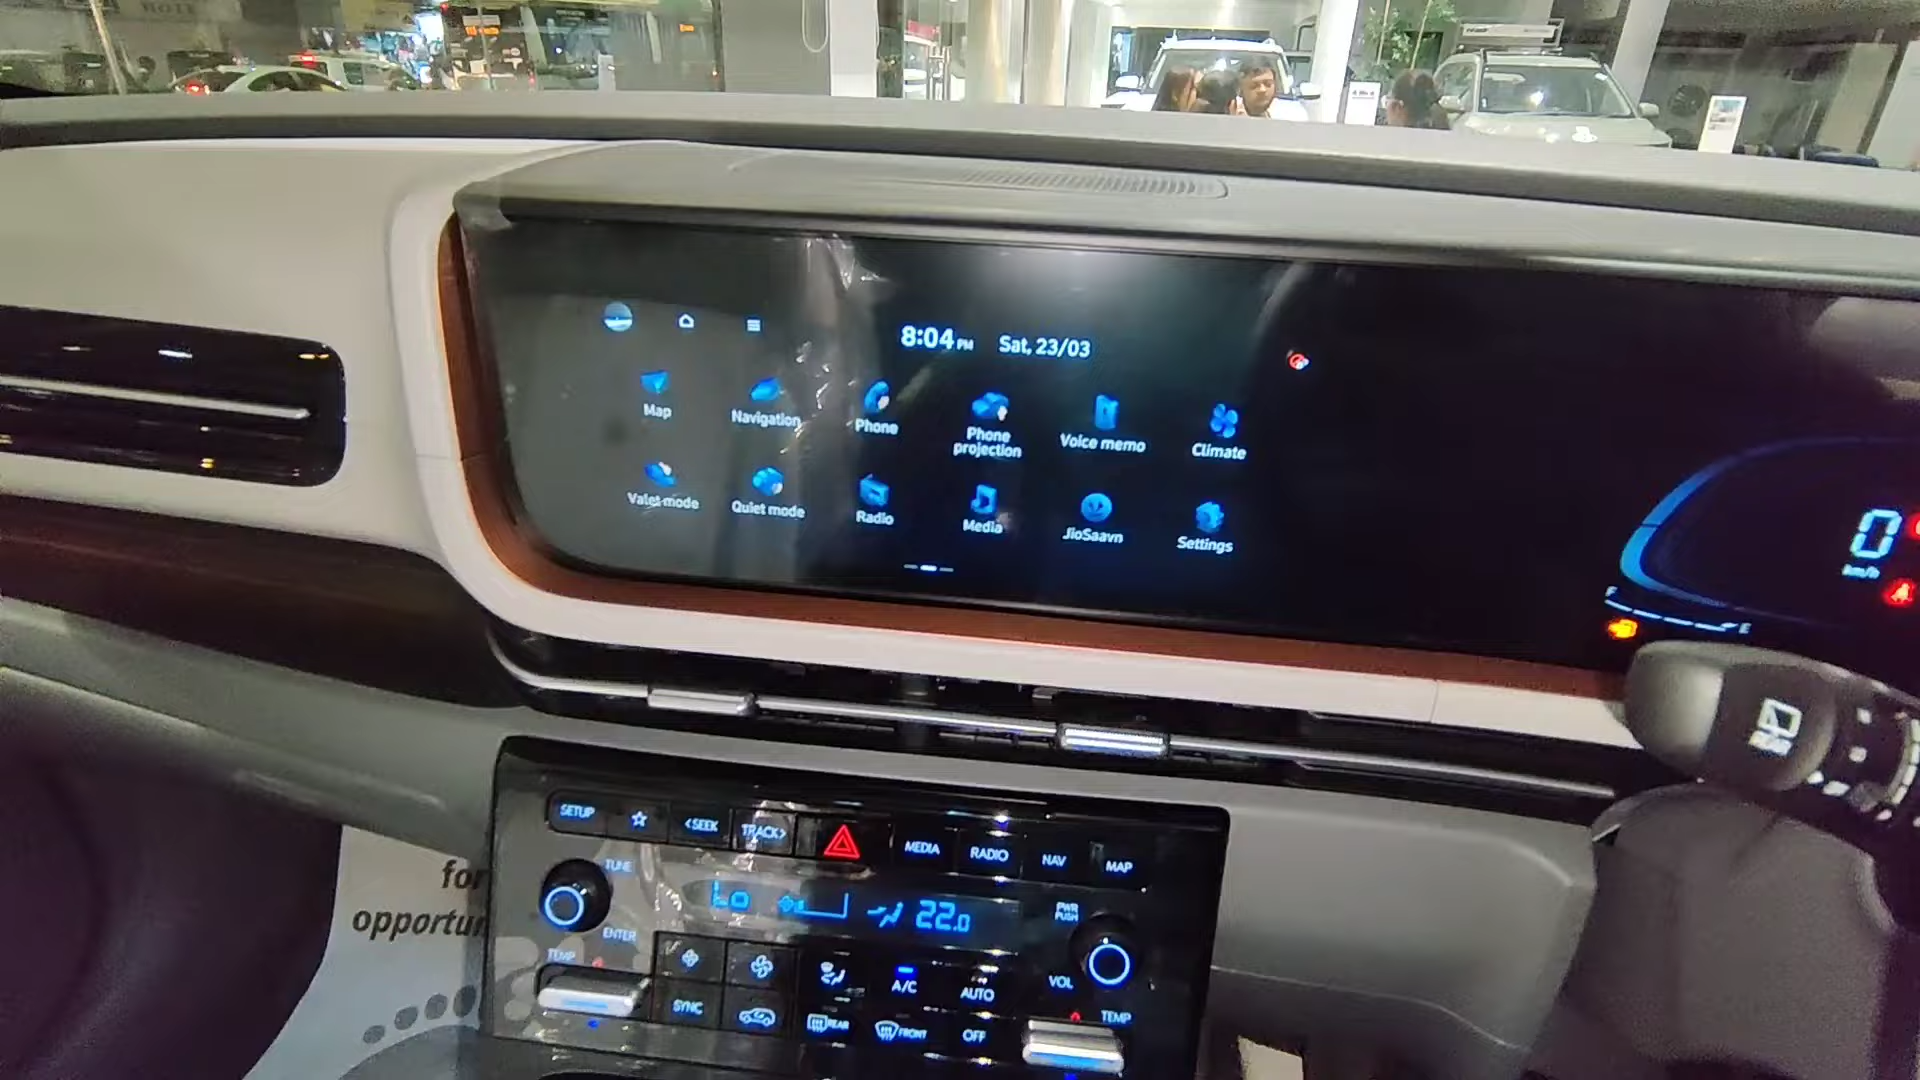 8:04 PM Sat, 23/03
Map
Navigation
Phone
Phone projection
Voice memo
Climate
Valet mode
Quiet mode
Radio
Media
JioSaavn
Settings
0
km/h
F
E
SETUP
<SEEK
TRACK>
MEDIA
RADIO
NAV
MAP
TUNE
ENTER
Lo
22.0
PWR
PUSH
VOL
TEMP
SYNC
A/C
AUTO
REAR
FRONT
OFF
TEMP
for
opportun